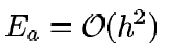 $E_a = \mathcal{O}(h^2)$